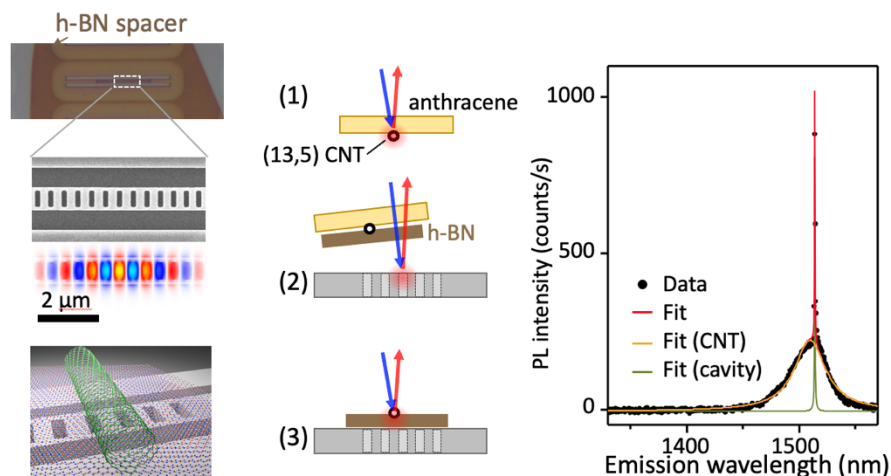 h-BN spacer
2 μm
(1)
anthracene
(13,5) CNT
h-BN
(2)
(3)
PL intensity (counts/s)
1000
500
0
Data
Fit
Fit (CNT)
Fit (cavity)
1400
1500
Emission wavelength (nm)